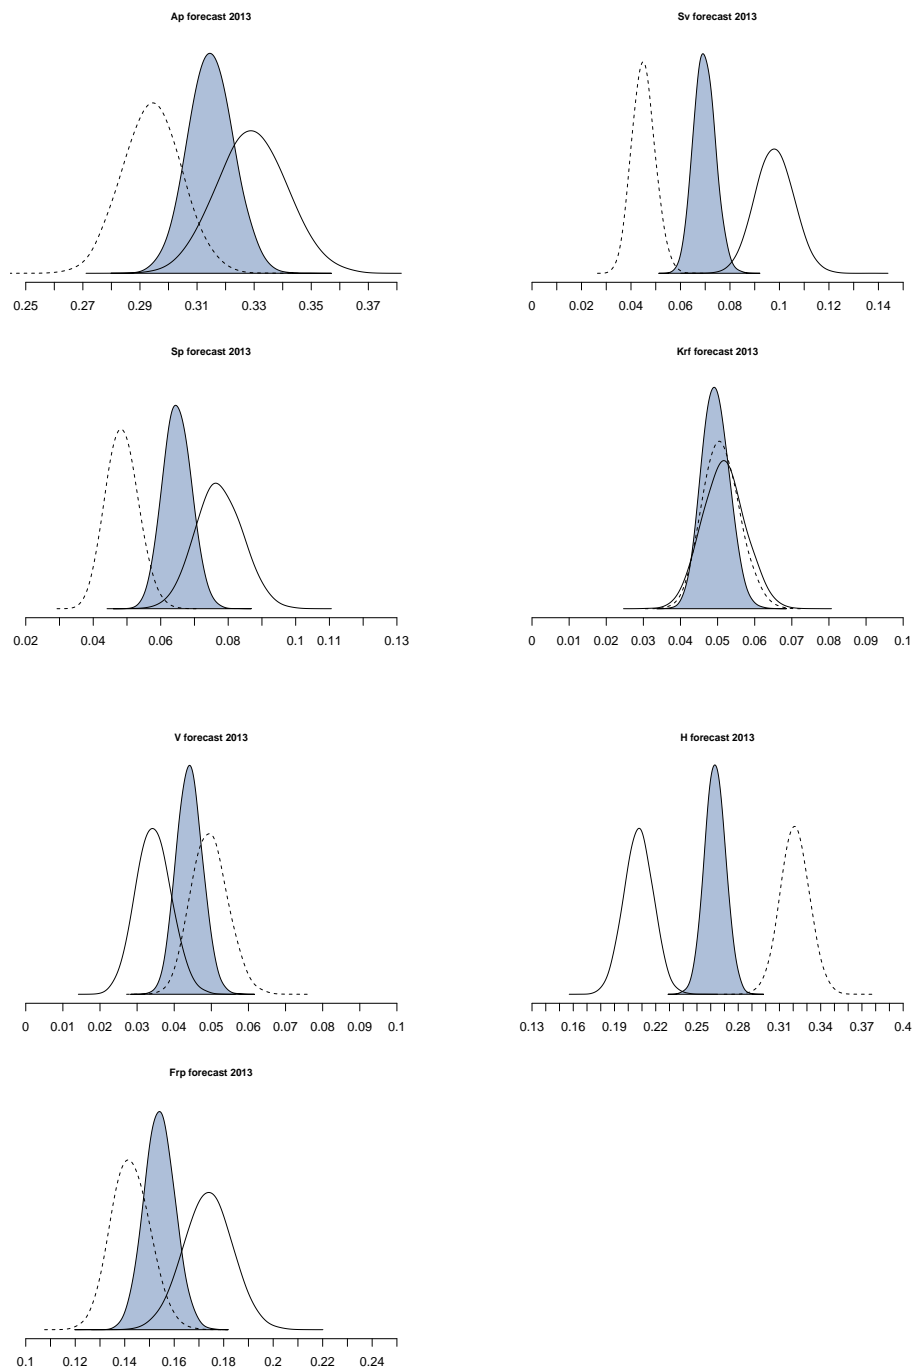 Ap forecast 2013
0.25 0.27 0.29 0.31 0.33 0.35 0.37
Sv forecast 2013
0 0.02 0.04 0.06 0.08 0.1 0.12 0.14
Sp forecast 2013
0.02 0.04 0.06 0.08 0.1 0.11 0.13
Krf forecast 2013
0 0.01 0.02 0.03 0.04 0.05 0.06 0.07 0.08 0.09 0.1
V forecast 2013
0 0.01 0.02 0.03 0.04 0.05 0.06 0.07 0.08 0.09 0.1
H forecast 2013
0.13 0.16 0.19 0.22 0.25 0.28 0.31 0.34 0.37 0.4
Frp forecast 2013
0.1 0.12 0.14 0.16 0.18 0.2 0.22 0.24